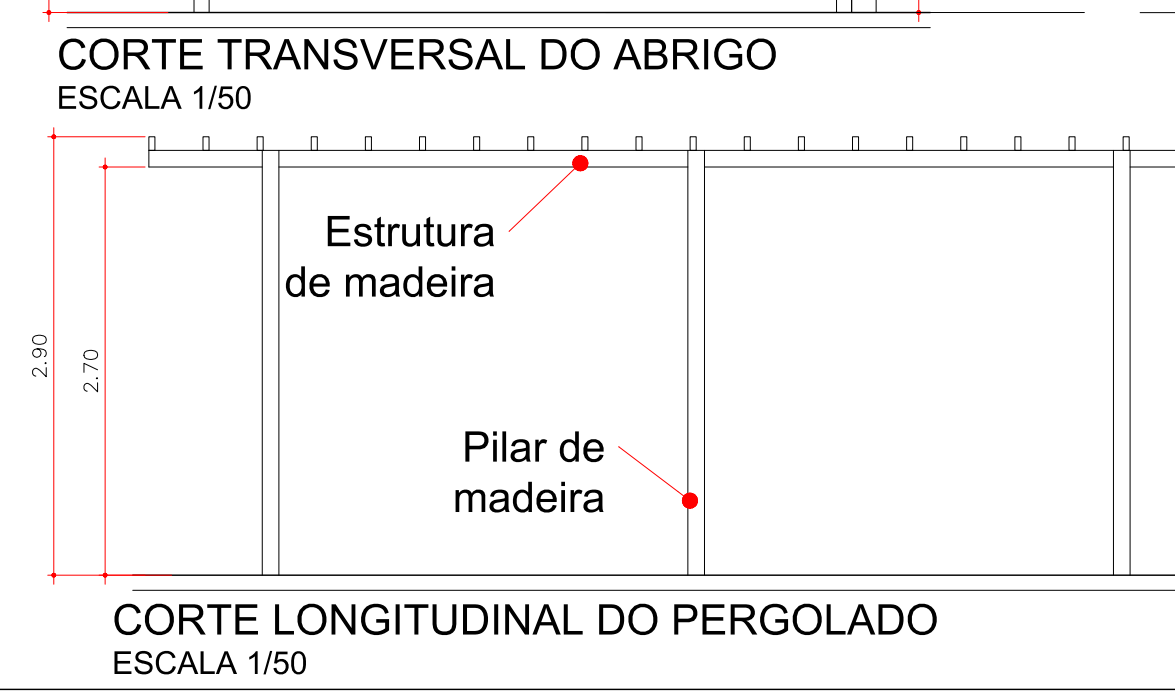 CORTE TRANSVERSAL DO ABRIGO
ESCALA 1/50
Estrutura
de madeira
2.90
2.70
Pilar de
madeira
CORTE LONGITUDINAL DO PERGOLADO
ESCALA 1/50